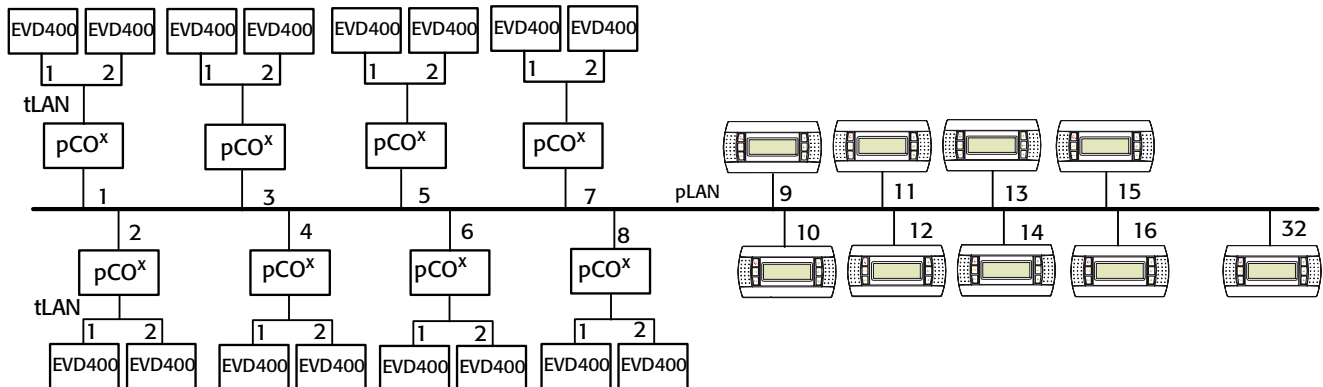 EVD400 EVD400 EVD400 EVD400 EVD400 EVD400 EVD400 EVD400
1 2 1 2 1 2 1 2
tLAN
pCOˣ pCOˣ pCOˣ pCOˣ
1 3 5 7 pLAN 9 11 13 15
2 4 6 8 10 12 14 16 32
pCOˣ pCOˣ pCOˣ pCOˣ
tLAN
1 2 1 2 1 2 1 2
EVD400 EVD400 EVD400 EVD400 EVD400 EVD400 EVD400 EVD400